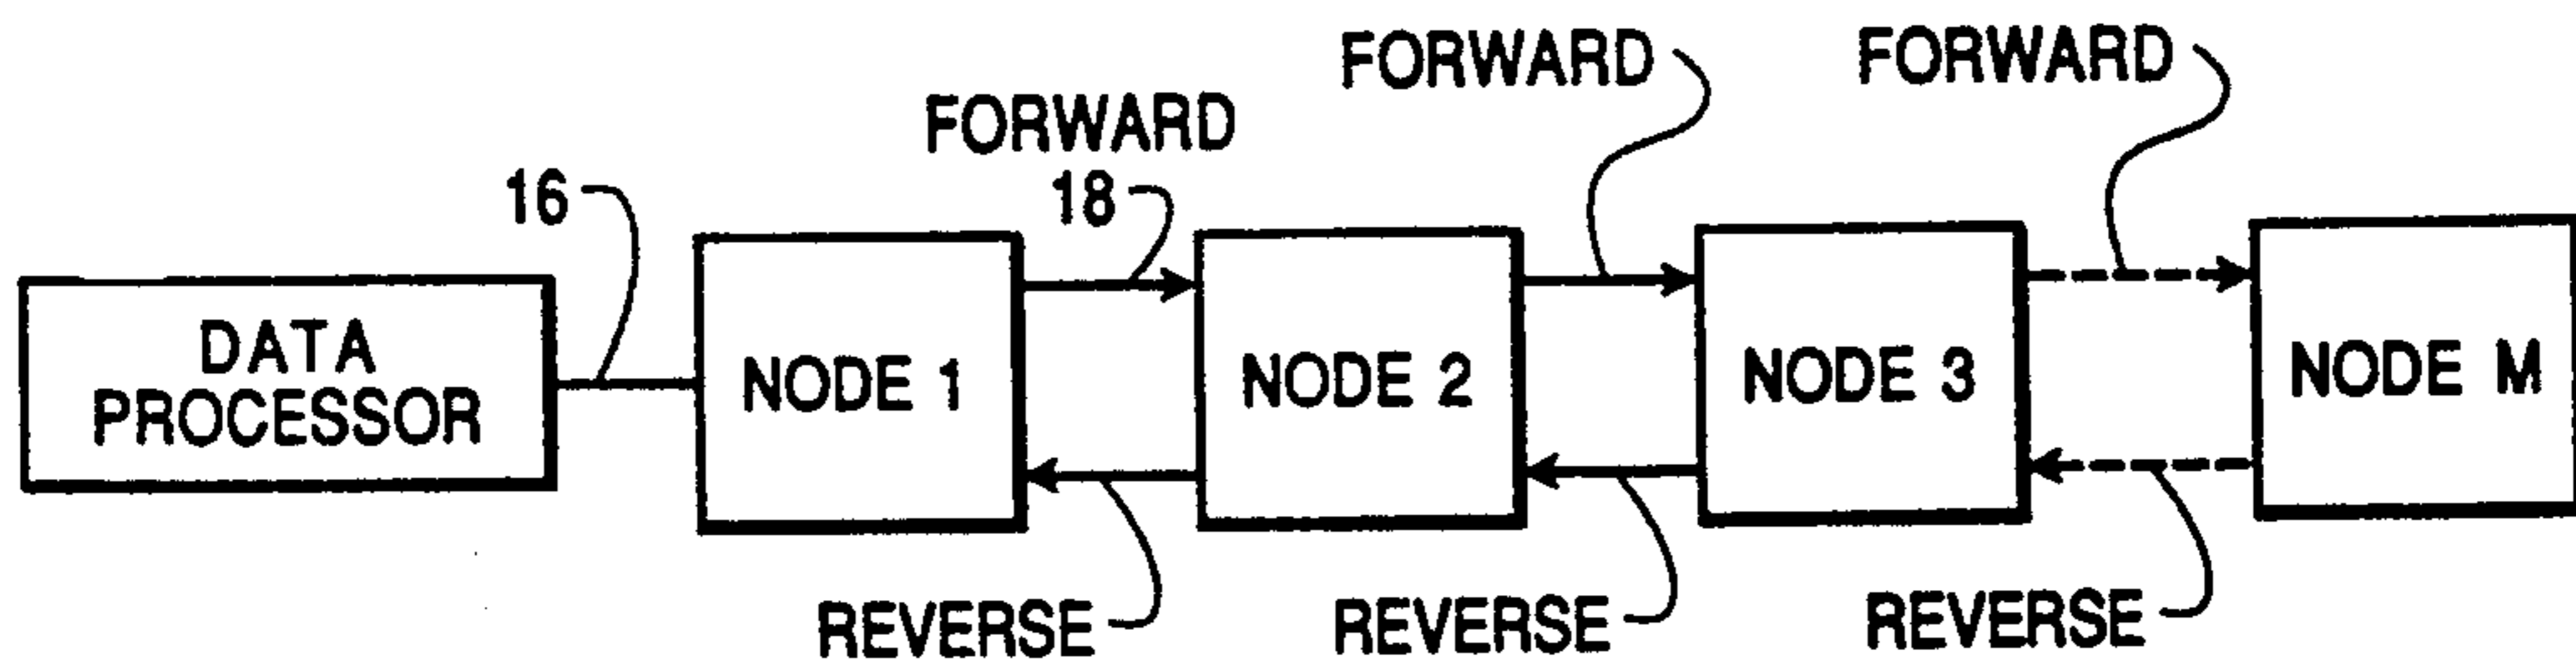 FORWARD
FORWARD
FORWARD
16
18
DATA
PROCESSOR
NODE 1
NODE 2
NODE 3
NODE M
REVERSE
REVERSE
REVERSE